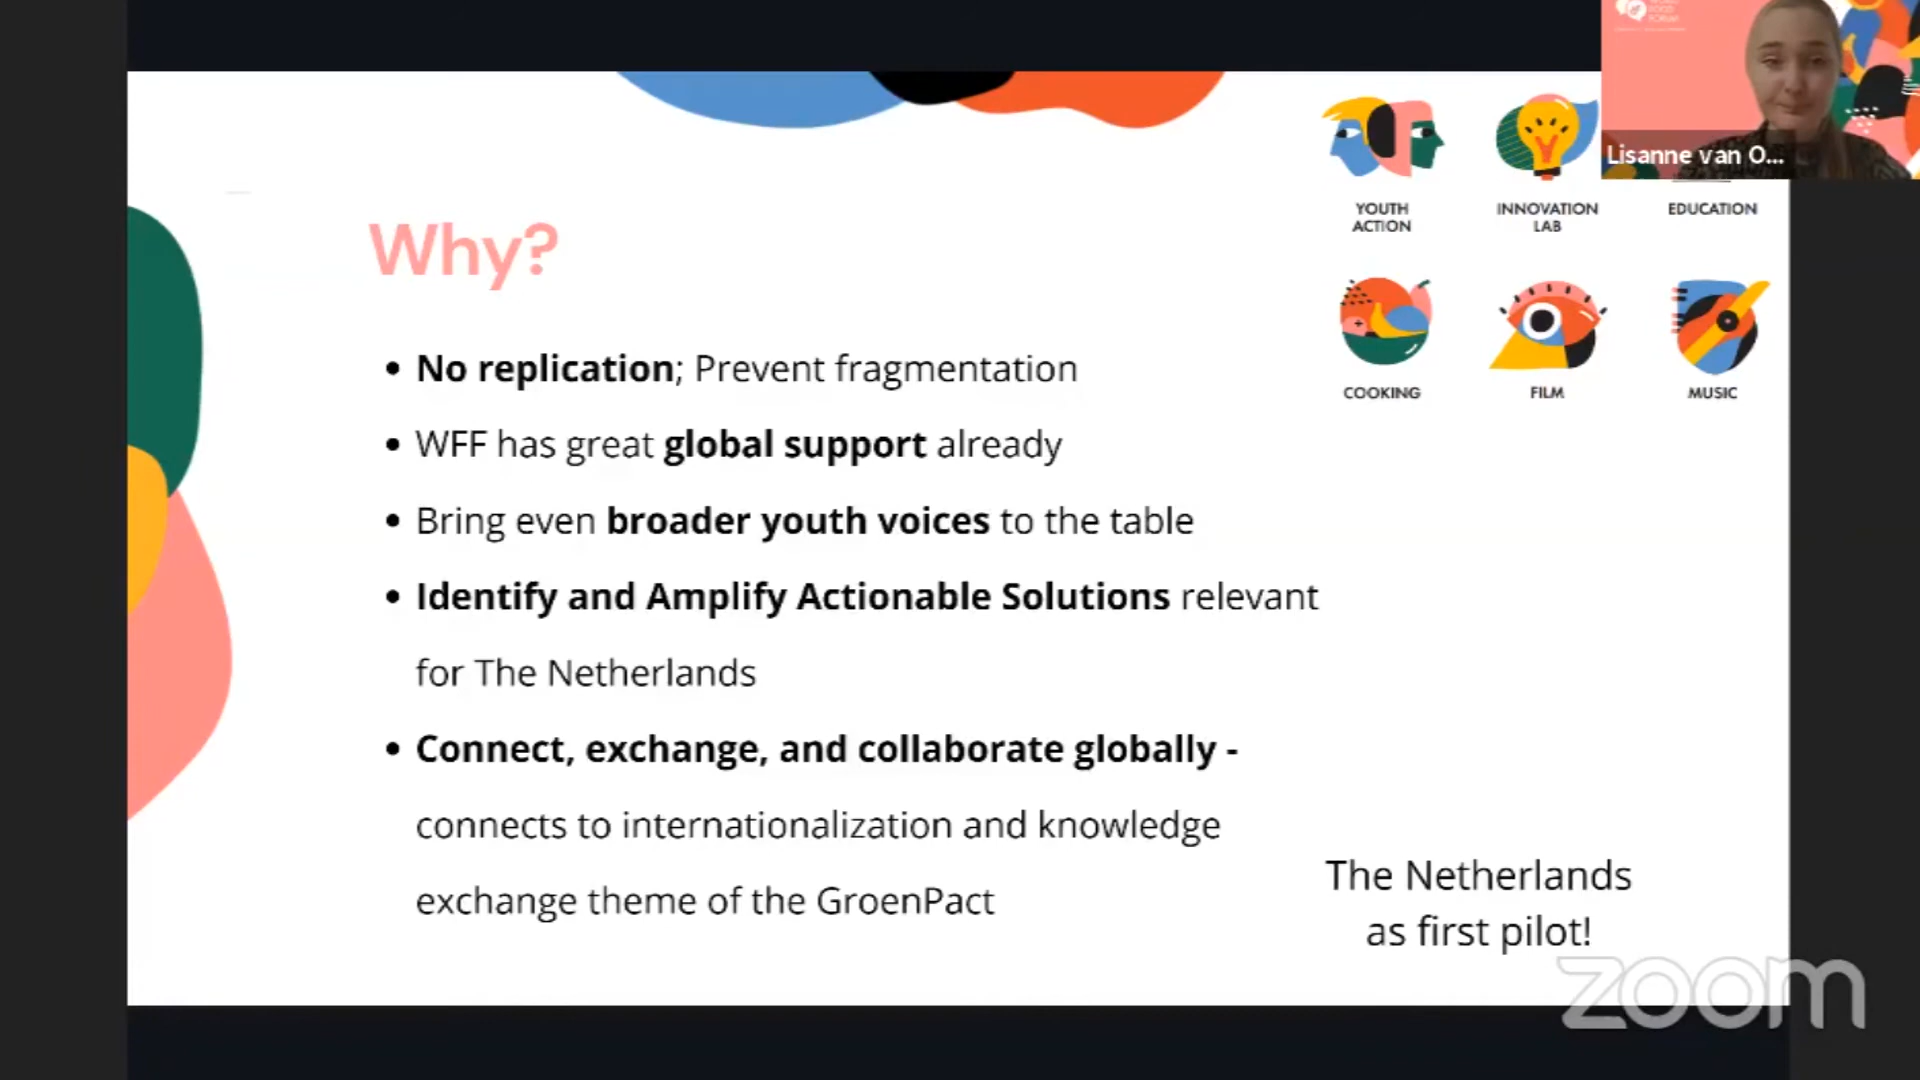 Lisanne van O...
YOUTH
ACTION
INNOVATION
LAB
EDUCATION
COOKING
FILM
MUSIC
Why?
• No replication; Prevent fragmentation
• WFF has great global support already
• Bring even broader youth voices to the table
• Identify and Amplify Actionable Solutions relevant
for The Netherlands
• Connect, exchange, and collaborate globally -
connects to internationalization and knowledge
exchange theme of the GroenPact
The Netherlands
as first pilot!
zoom